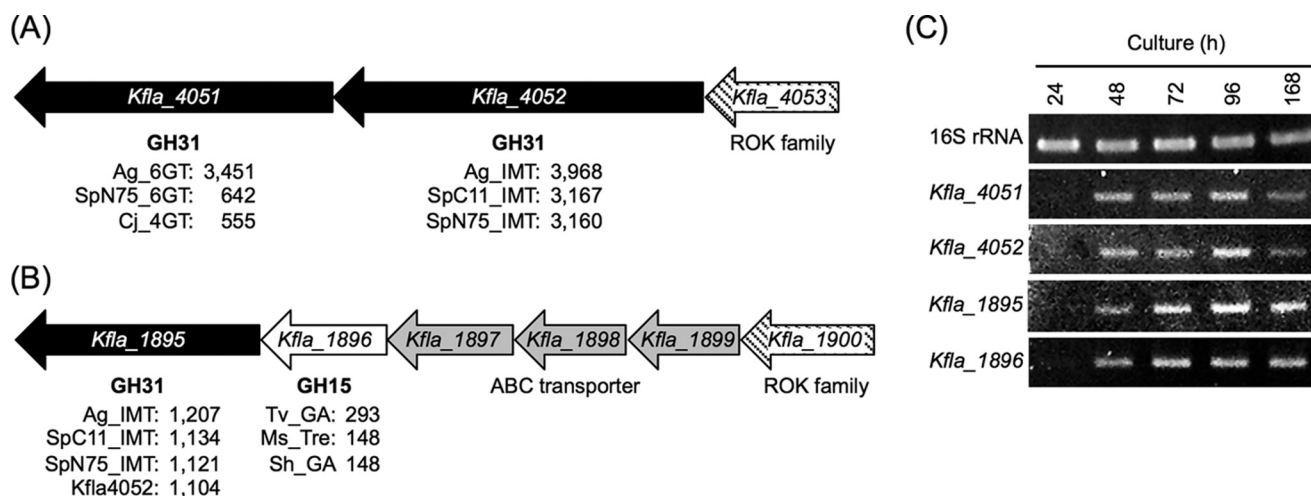 (A)
Kfla_4051
Kfla_4052
Kfla_4053
GH31
GH31
ROK family
Ag_6GT: 3,451
SpN75_6GT: 642
Cj_4GT: 555
Ag_IMT: 3,968
SpC11_IMT: 3,167
SpN75_IMT: 3,160
(B)
Kfla_1895
Kfla_1896
Kfla_1897
Kfla_1898
Kfla_1899
Kfla_1900
GH31
GH15
ABC transporter
ROK family
Ag_IMT: 1,207
SpC11_IMT: 1,134
SpN75_IMT: 1,121
Kfla4052: 1,104
Tv_GA: 293
Ms_Tre: 148
Sh_GA 148
(C)
Culture (h)
24 48 72 96 168
16S rRNA
Kfla_4051
Kfla_4052
Kfla_1895
Kfla_1896